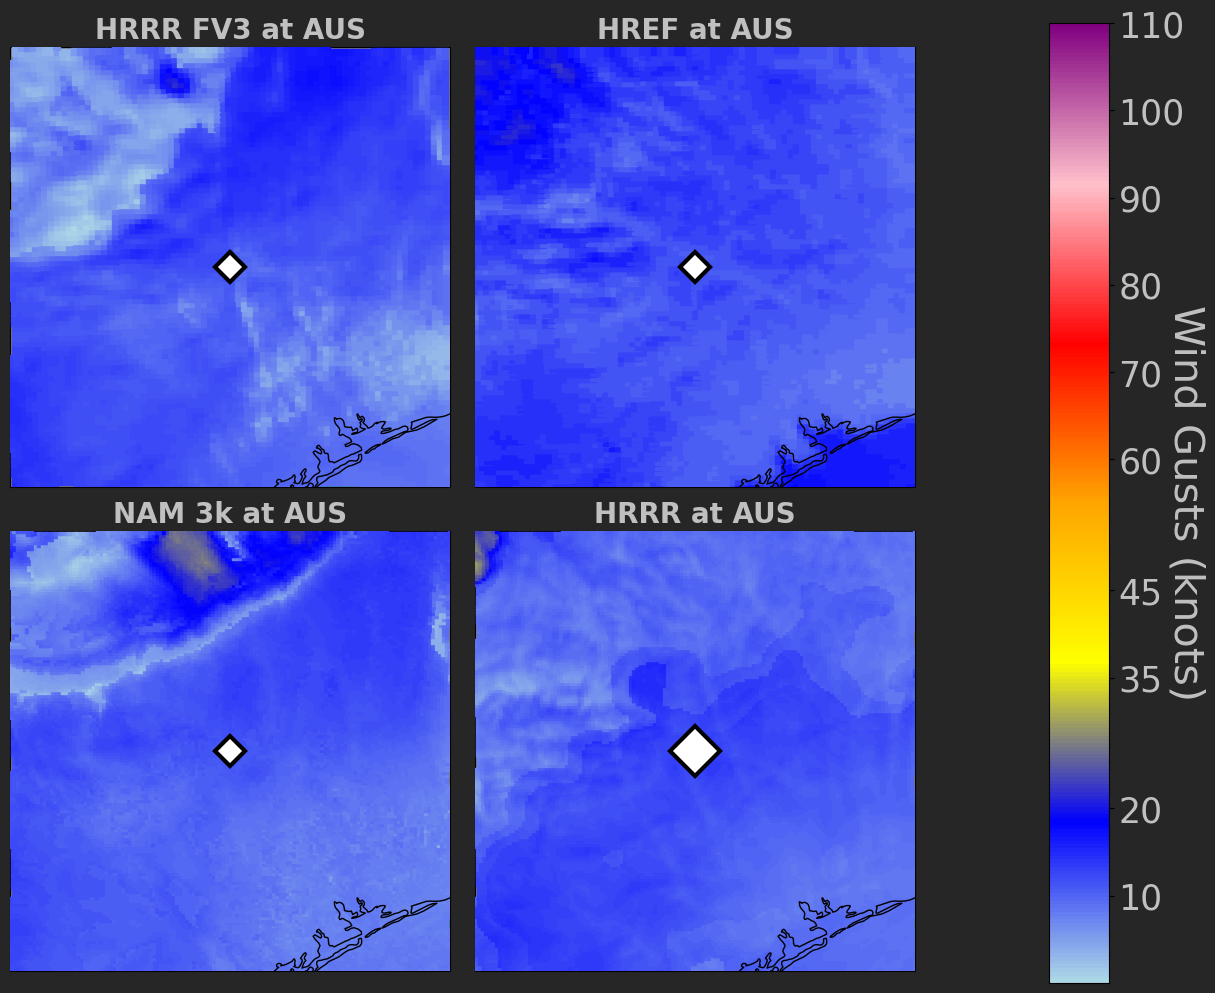 HRRR FV3 at AUS
HREF at AUS
NAM 3k at AUS
HRRR at AUS
110
100
90
80
70
60
45
35
20
10
Wind Gusts (knots)